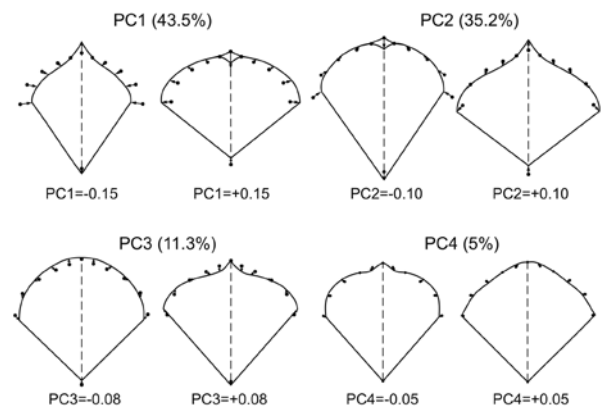 PC1 (43.5%)
PC2 (35.2%)
PC1=-0.15
PC1=+0.15
PC2=-0.10
PC2=+0.10
PC3 (11.3%)
PC4 (5%)
PC3=-0.08
PC3=+0.08
PC4=-0.05
PC4=+0.05